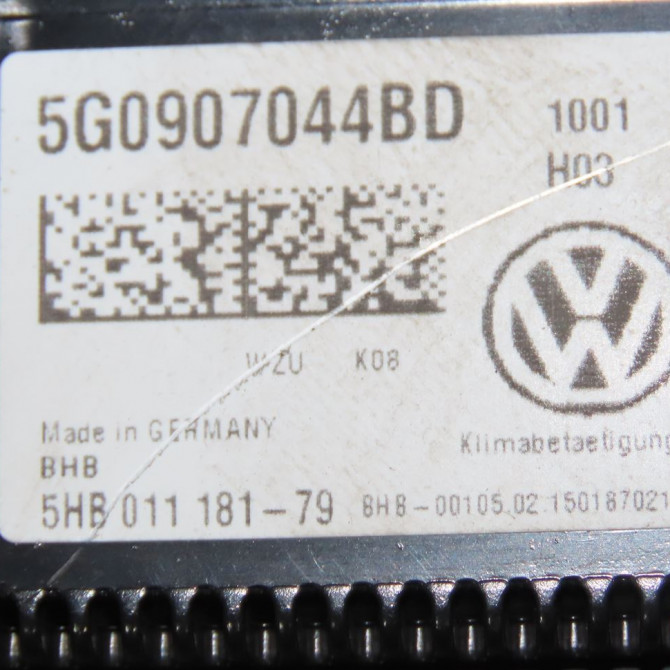 5G0907044BD
1001
H03
WZU K08
Made in GERMANY
Klimabetaetigung
BHB
5HB 011 181-79
BHB-00105.02.150187021